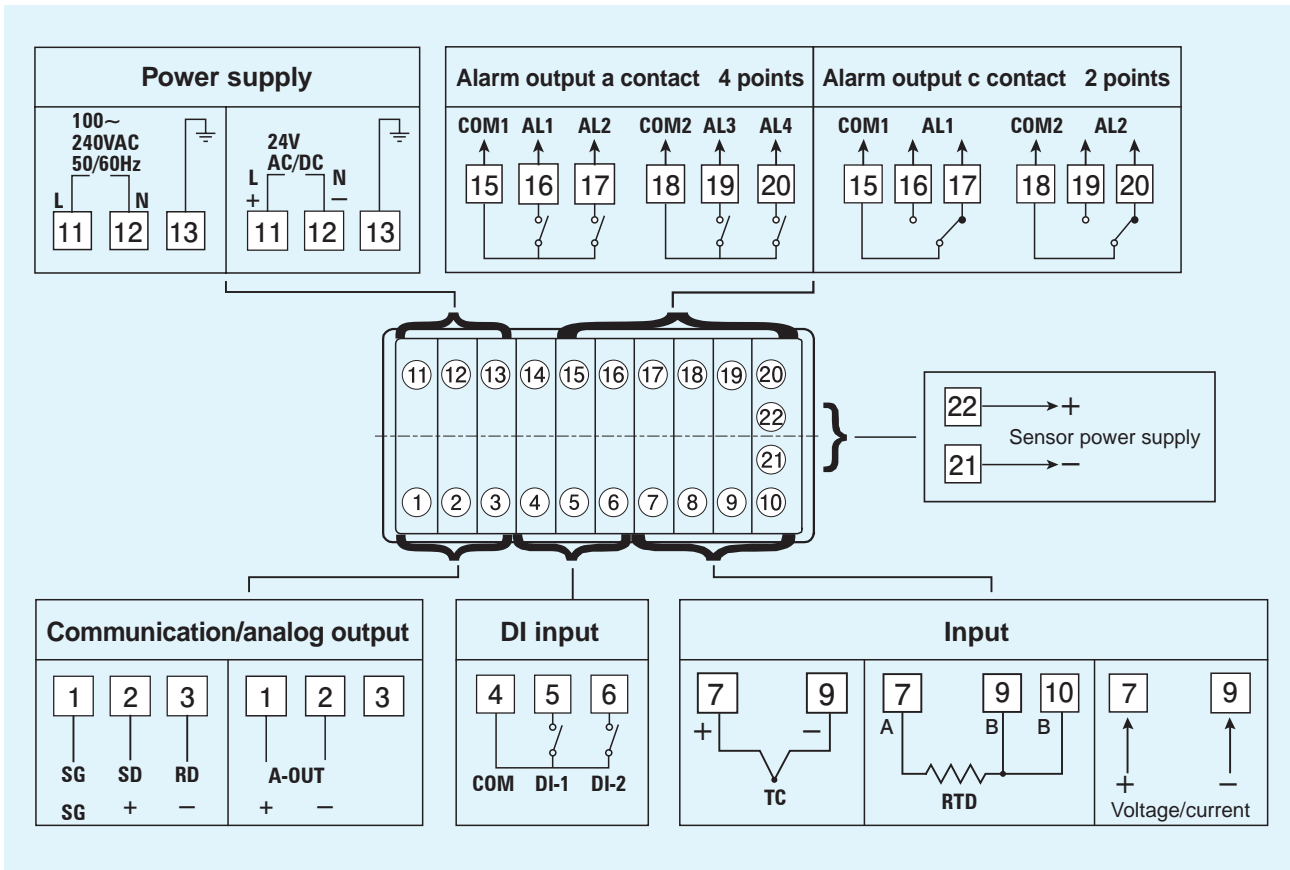 Power supply
100~
240VAC
50/60Hz
L N
11 12 13
24V
AC/DC
L N
+ −
11 12 13
Alarm output a contact 4 points
COM1 AL1 AL2 COM2 AL3 AL4
15 16 17 18 19 20
Alarm output c contact 2 points
COM1 AL1 COM2 AL2
15 16 17 18 19 20
11 12 13 14 15 16 17 18 19 20
22
21
1 2 3 4 5 6 7 8 9 10
22 +
Sensor power supply
21 −
Communication/analog output
1 2 3
SG SD RD
SG + −
1 2 3
A-OUT
+ −
DI input
4 5 6
COM DI-1 DI-2
Input
7 9
+ −
TC
7 9 10
A B B
RTD
7 9
+ −
Voltage/current